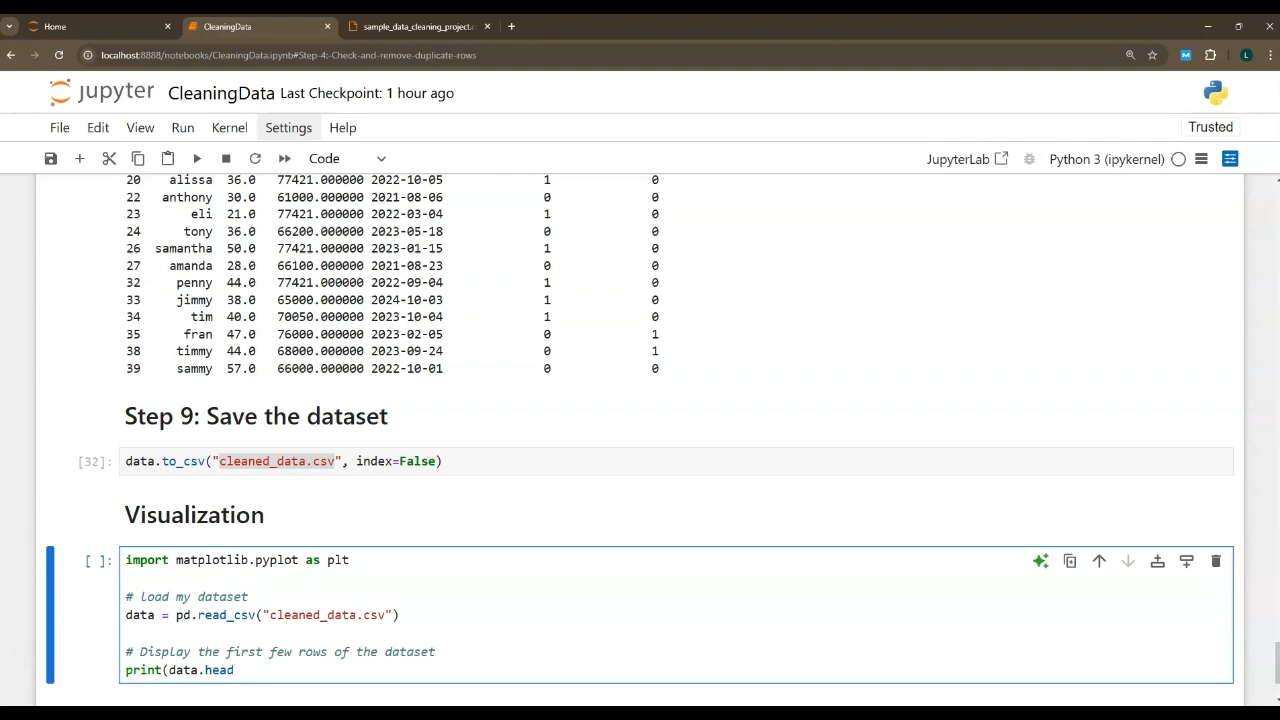 Home
CleaningData
sample_data_cleaning_project.c
localhost:8888/notebooks/CleaningData.ipynb#Step-4:-Check-and-remove-duplicate-rows
M
L
jupyter CleaningData Last Checkpoint: 1 hour ago
File Edit View Run Kernel Settings Help
Trusted
Code
JupyterLab
Python 3 (ipykernel)
20 alissa 36.0 77421.000000 2022-10-05 1 0
22 anthony 30.0 61000.000000 2021-08-06 0 0
23 eli 21.0 77421.000000 2022-03-04 1 0
24 tony 36.0 66200.000000 2023-05-18 0 0
26 samantha 50.0 77421.000000 2023-01-15 1 0
27 amanda 28.0 66100.000000 2021-08-23 0 0
32 penny 44.0 77421.000000 2022-09-04 1 0
33 jimmy 38.0 65000.000000 2024-10-03 1 0
34 tim 40.0 70050.000000 2023-10-04 1 0
35 fran 47.0 76000.000000 2023-02-05 0 1
38 timmy 44.0 68000.000000 2023-09-24 0 1
39 sammy 57.0 66000.000000 2022-10-01 0 0
Step 9: Save the dataset
[32]: data.to_csv("cleaned_data.csv", index=False)
Visualization
[ ]: import matplotlib.pyplot as plt
# load my dataset
data = pd.read_csv("cleaned_data.csv")
# Display the first few rows of the dataset
print(data.head